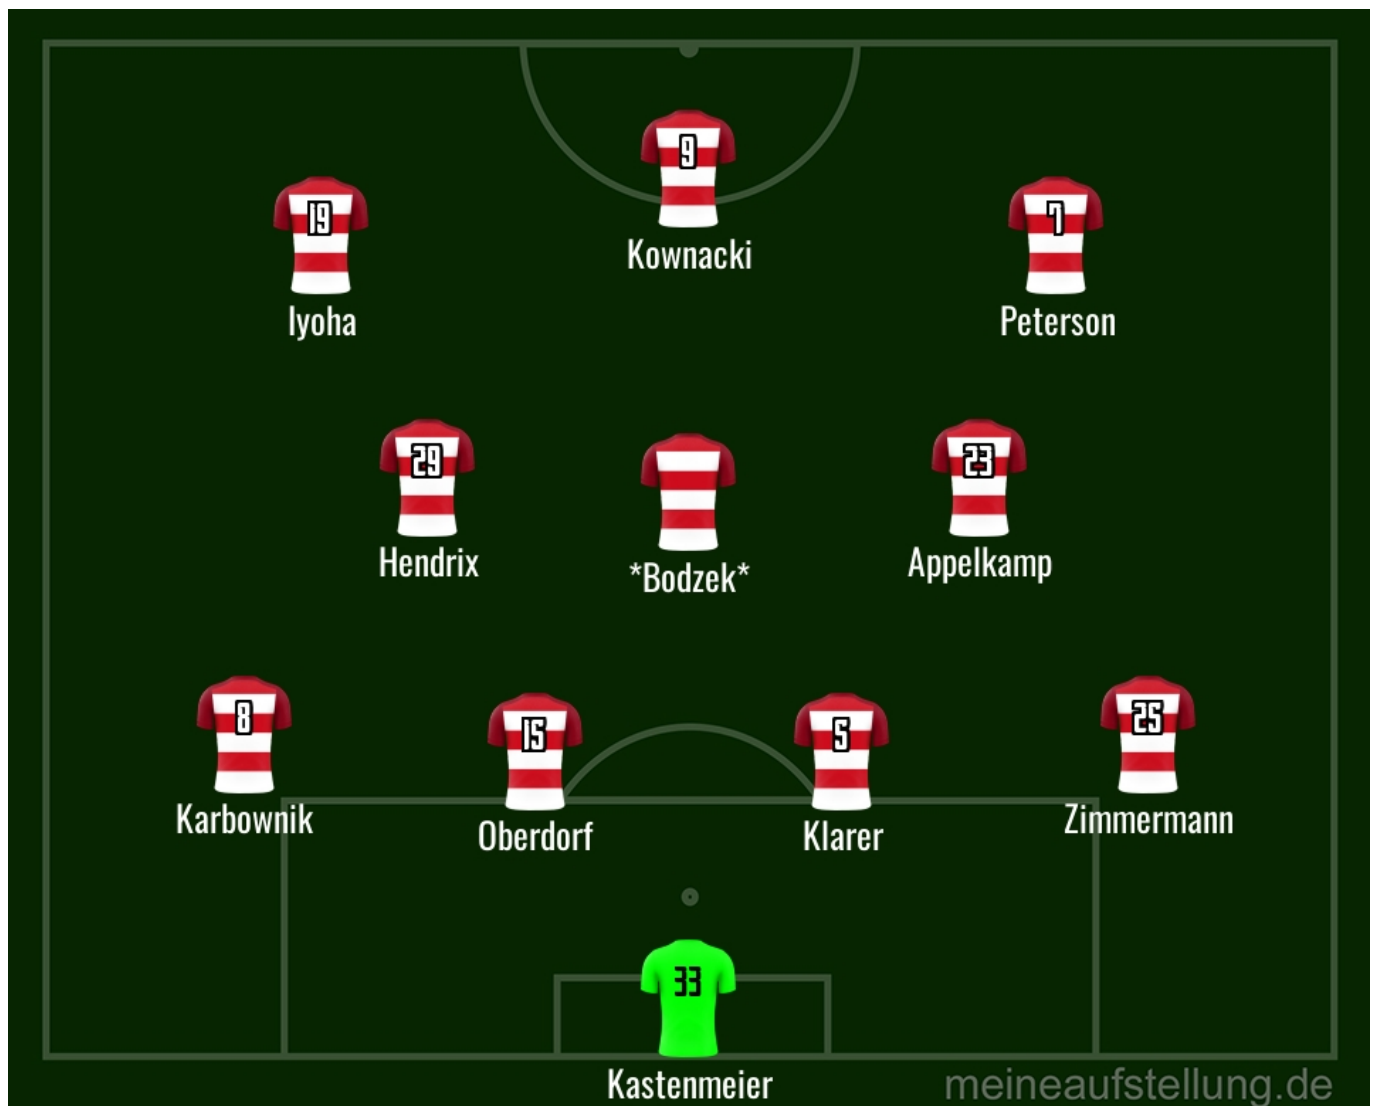 9
Kownacki
19
Iyoha
7
Peterson
29
Hendrix
*Bodzek*
23
Appelkamp
8
Karbownik
15
Oberdorf
5
Klarer
25
Zimmermann
33
Kastenmeier
meineaufstellung.de